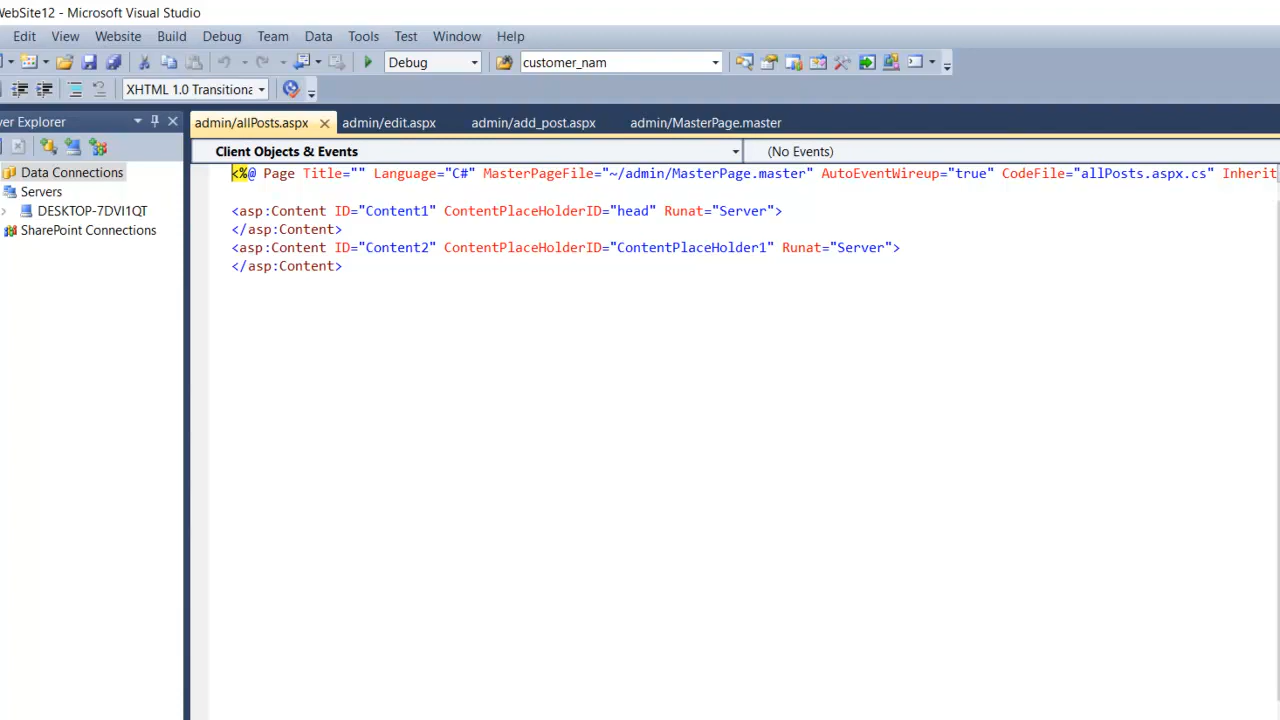 WebSite12 - Microsoft Visual Studio
Edit View Website Build Debug Team Data Tools Test Window Help
Debug customer_nam
XHTML 1.0 Transitiona
ver Explorer
admin/allPosts.aspx admin/edit.aspx admin/add_post.aspx admin/MasterPage.master
Client Objects & Events (No Events)
Data Connections
Servers
DESKTOP-7DVI1QT
SharePoint Connections
<%@ Page Title="" Language="C#" MasterPageFile="~/admin/MasterPage.master" AutoEventWireup="true" CodeFile="allPosts.aspx.cs" Inherit
<asp:Content ID="Content1" ContentPlaceHolderID="head" Runat="Server">
</asp:Content>
<asp:Content ID="Content2" ContentPlaceHolderID="ContentPlaceHolder1" Runat="Server">
</asp:Content>